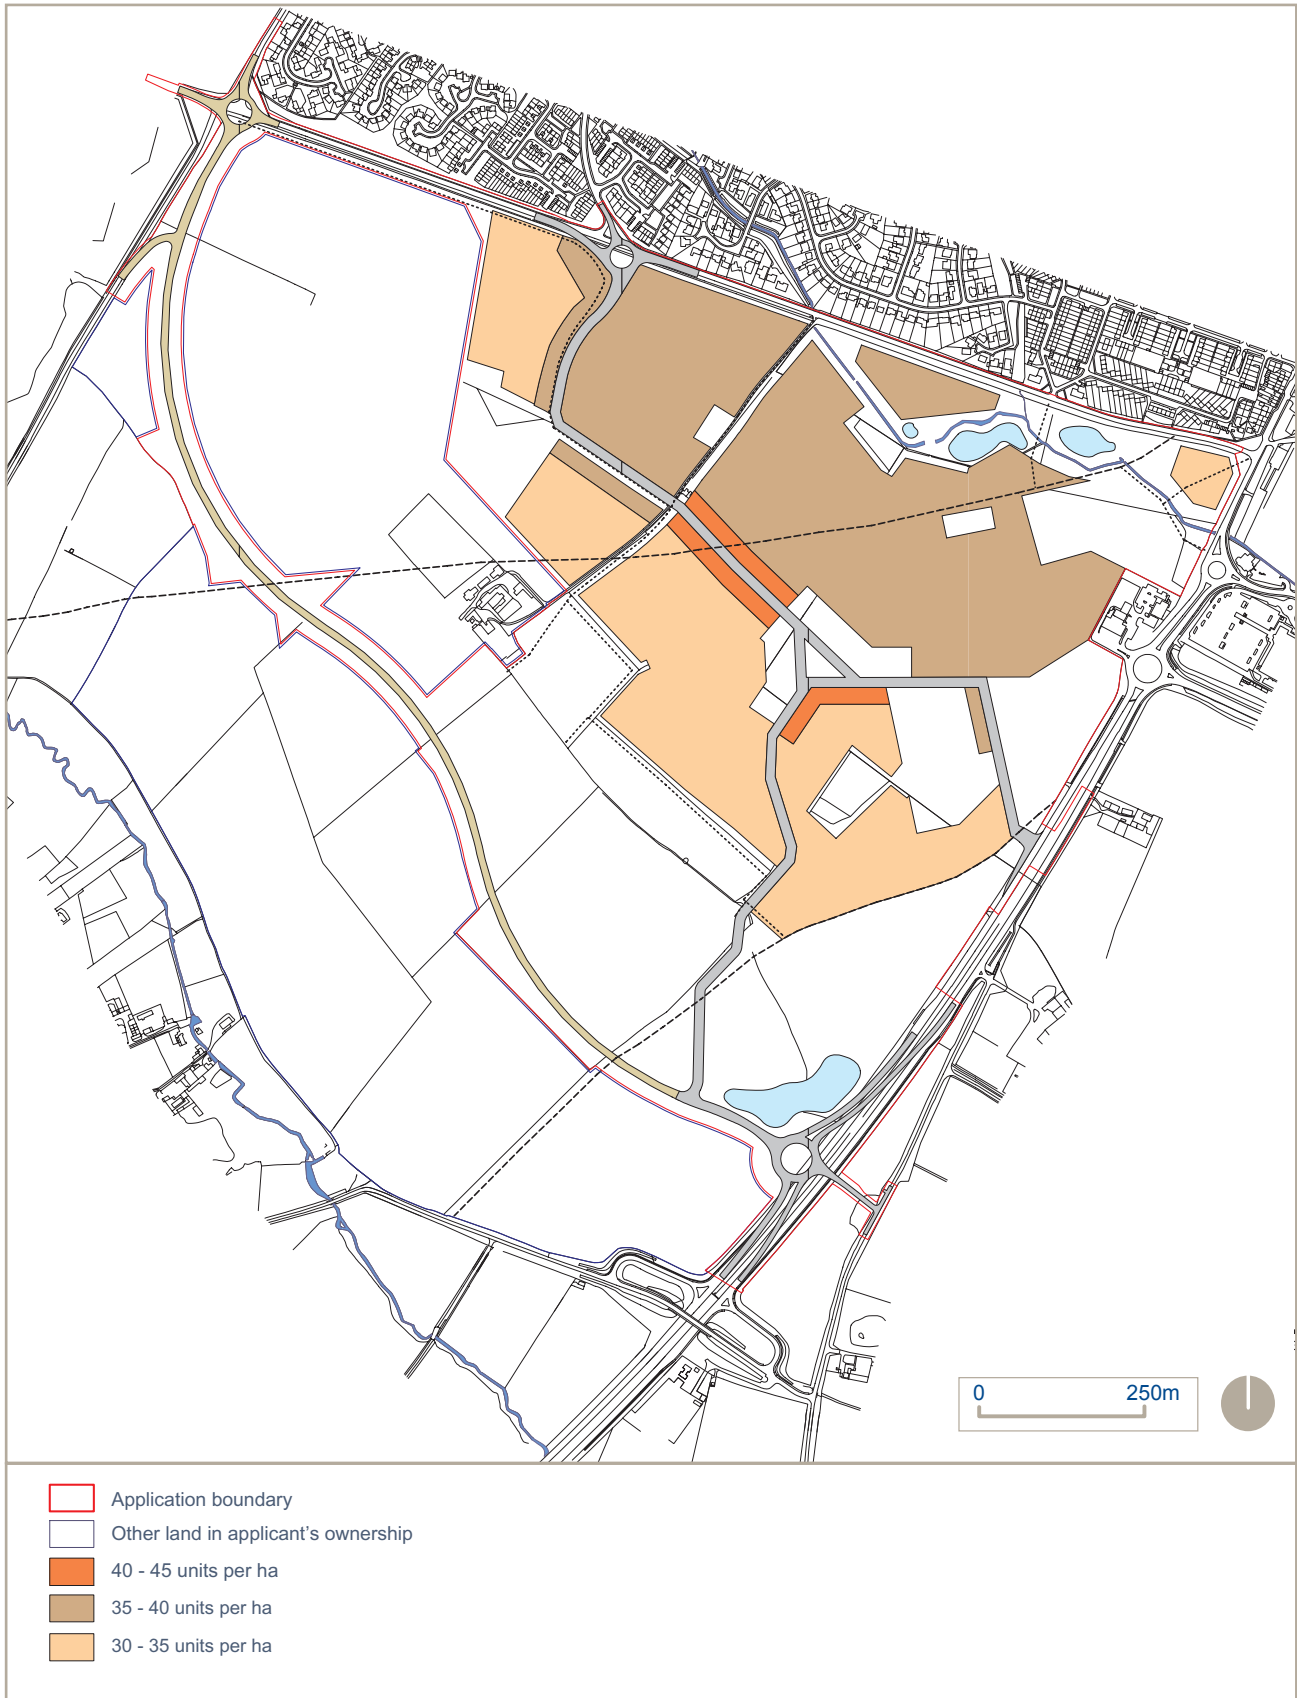 0 250m
Application boundary
Other land in applicant's ownership
40 - 45 units per ha
35 - 40 units per ha
30 - 35 units per ha